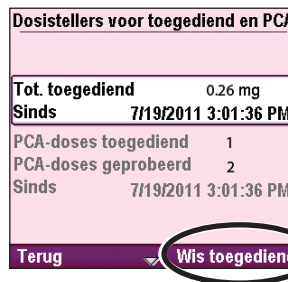 Dosistellers voor toegediend en PCA
Tot. toegediend 0.26 mg
Sinds 7/19/2011 3:01:36 PM
PCA-doses toegediend 1
PCA-doses geprobeerd 2
Sinds 7/19/2011 3:01:36 PM
Terug Wis toegediend